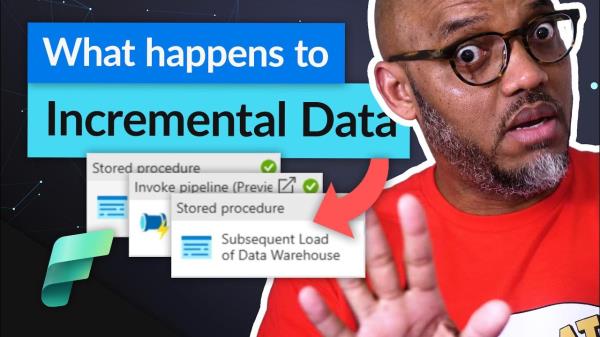 What happens to
Incremental Data
Stored procedure
Invoke pipeline (Previe
Stored procedure
Subsequent Load
of Data Warehouse